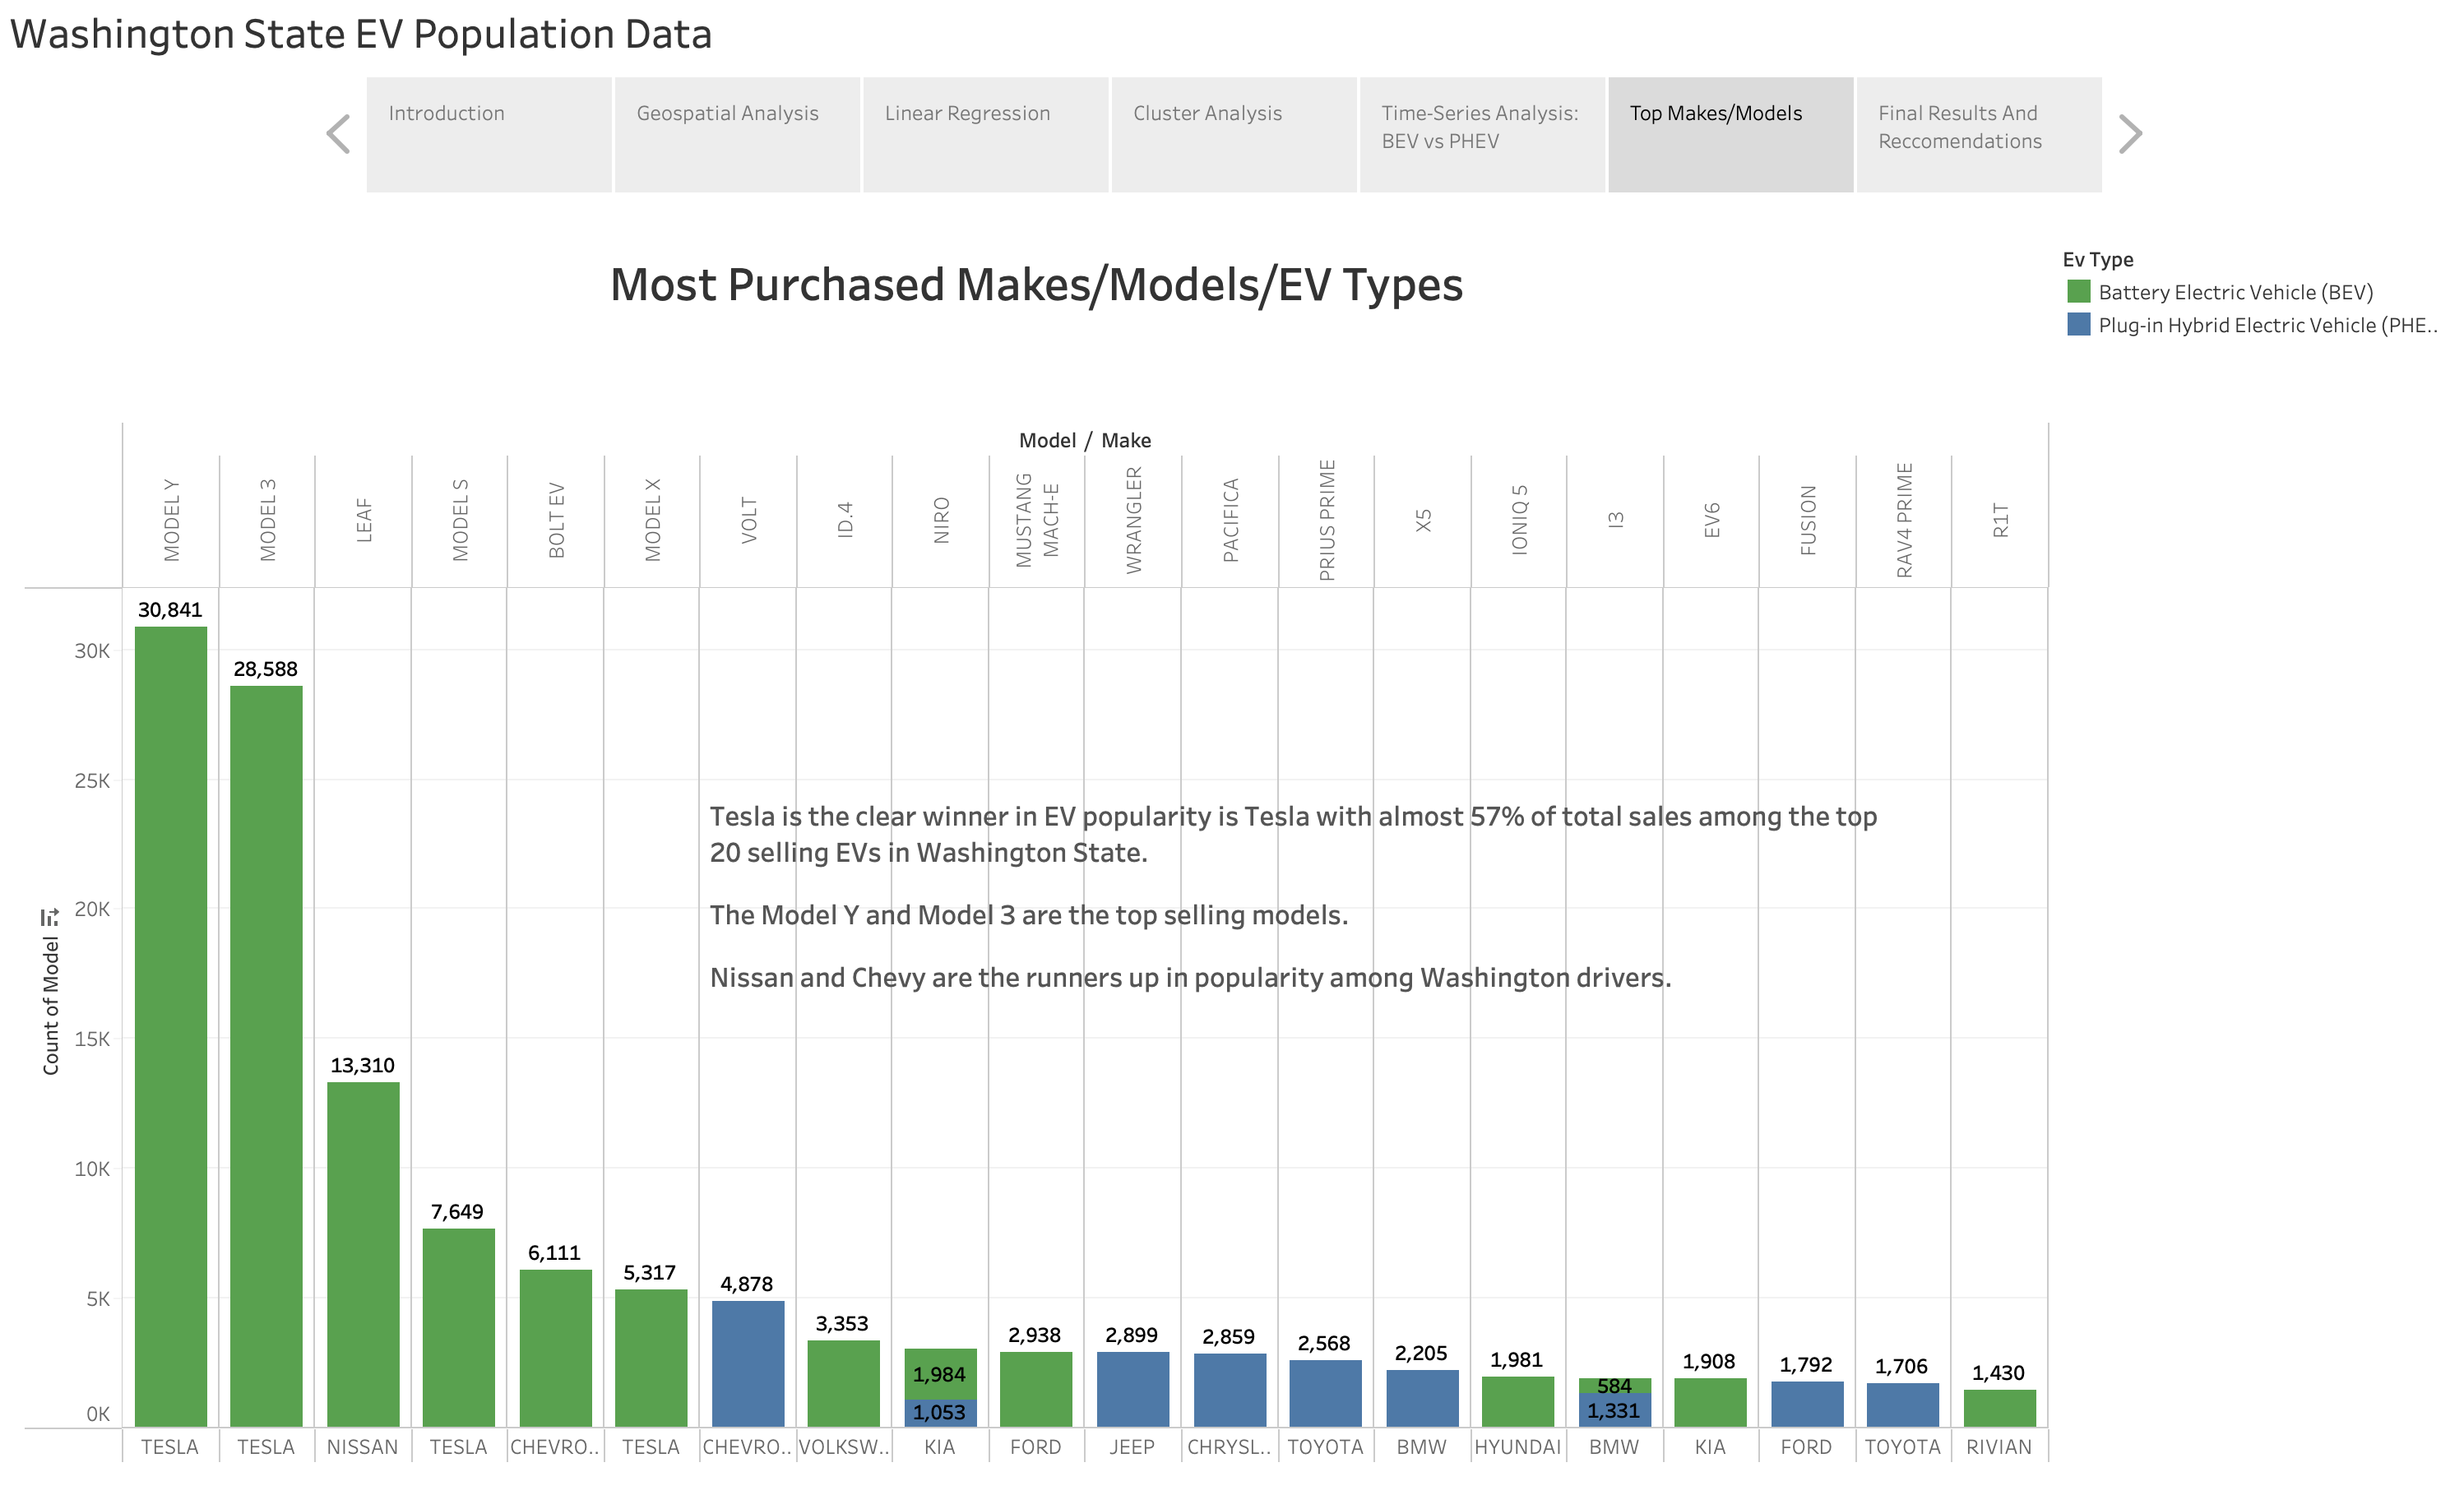 Washington State EV Population Data
Introduction
Geospatial Analysis
Linear Regression
Cluster Analysis
Time-Series Analysis:
BEV vs PHEV
Top Makes/Models
Final Results And
Reccomendations
Most Purchased Makes/Models/EV Types
Ev Type
Battery Electric Vehicle (BEV)
Plug-in Hybrid Electric Vehicle (PHE..
Model / Make
MODEL Y
MODEL 3
LEAF
MODEL S
BOLT EV
MODEL X
VOLT
ID.4
NIRO
MUSTANG
MACH-E
WRANGLER
PACIFICA
PRIUS PRIME
X5
IONIQ 5
I3
EV6
FUSION
RAV4 PRIME
R1T
Count of Model
30K
25K
20K
15K
10K
5K
0K
30,841
28,588
13,310
7,649
6,111
5,317
4,878
3,353
1,984
1,053
2,938
2,899
2,859
2,568
2,205
1,981
584
1,331
1,908
1,792
1,706
1,430
Tesla is the clear winner in EV popularity is Tesla with almost 57% of total sales among the top
20 selling EVs in Washington State.
The Model Y and Model 3 are the top selling models.
Nissan and Chevy are the runners up in popularity among Washington drivers.
TESLA
TESLA
NISSAN
TESLA
CHEVRO..
TESLA
CHEVRO..
VOLKSW..
KIA
FORD
JEEP
CHRYSL..
TOYOTA
BMW
HYUNDAI
BMW
KIA
FORD
TOYOTA
RIVIAN